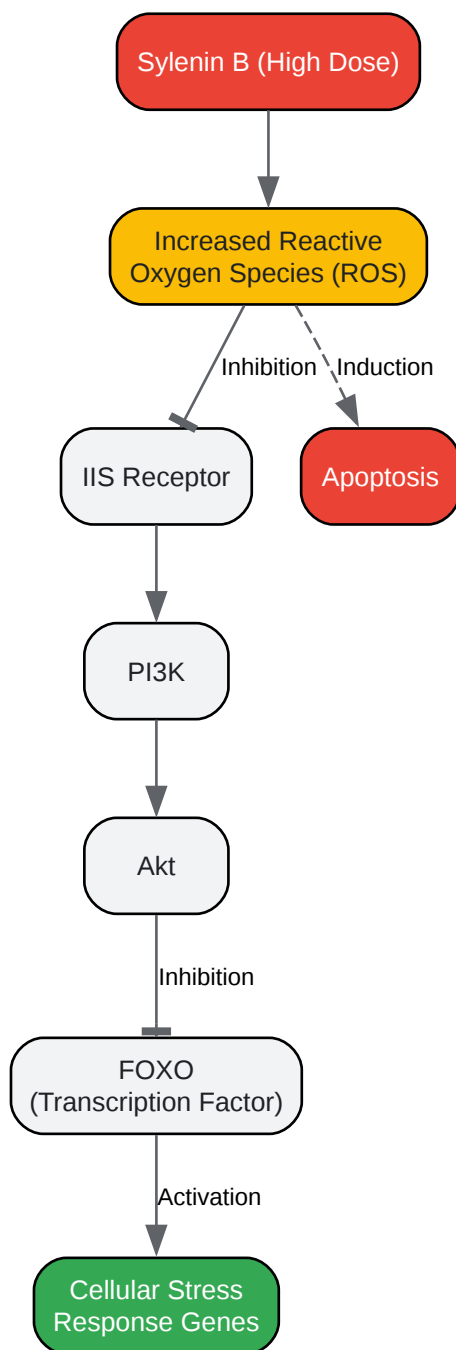 Sylenin B (High Dose)
Increased Reactive
Oxygen Species (ROS)
Inhibition
Induction
IIS Receptor
Apoptosis
PI3K
Akt
Inhibition
FOXO
(Transcription Factor)
Activation
Cellular Stress
Response Genes